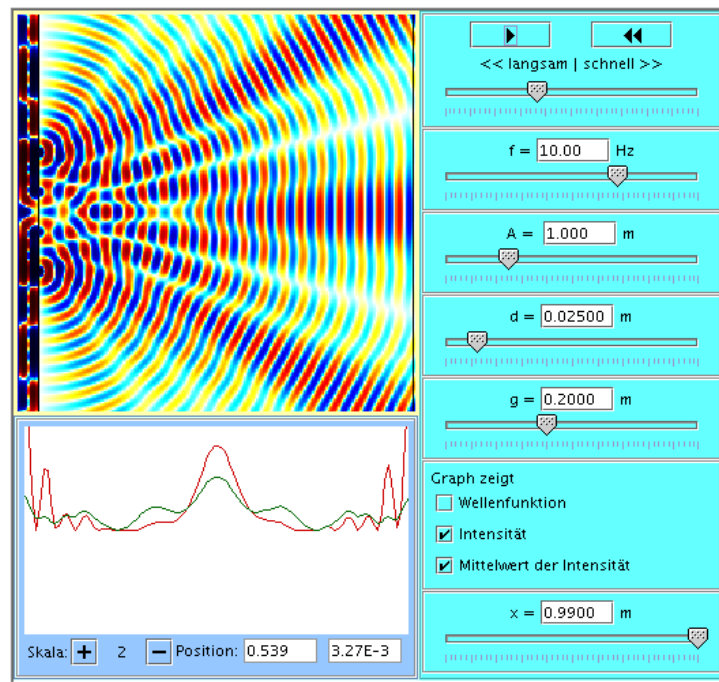 << langsam | schnell >>
f = 10.00 Hz
A = 1.000 m
d = 0.02500 m
g = 0.2000 m
Graph zeigt
Wellenfunktion
Intensität
Mittelwert der Intensität
x = 0.9900 m
Skala: + 2 − Position: 0.539 3.27E-3